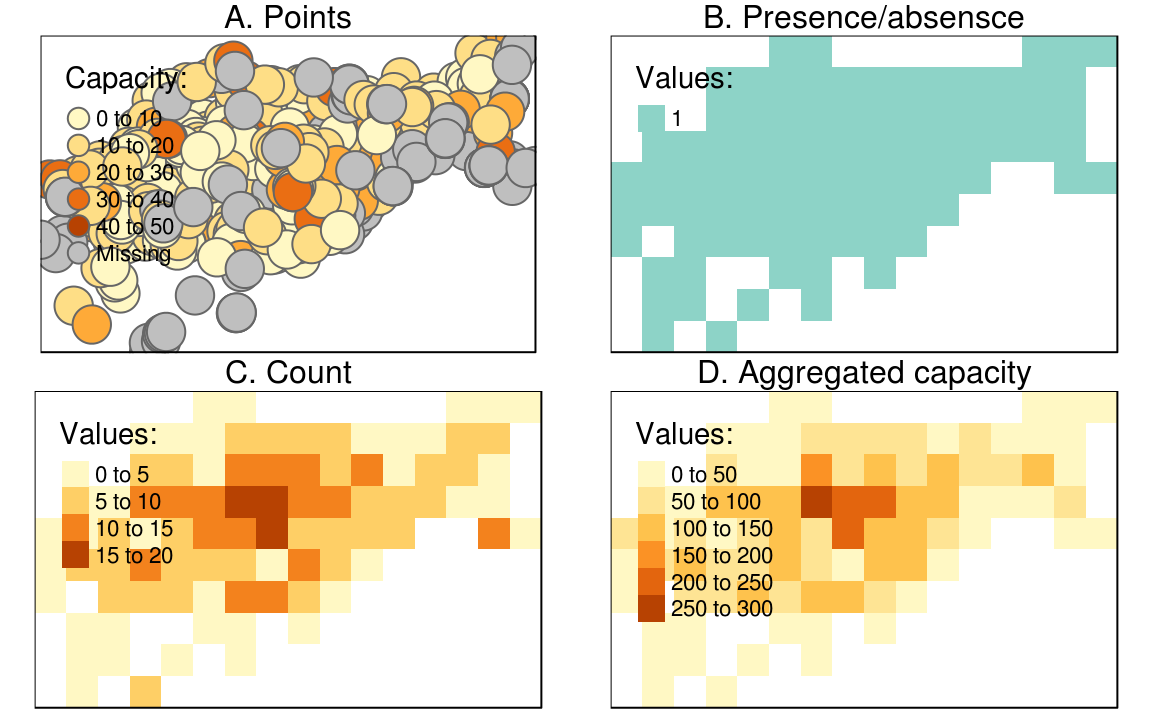 A. Points
Capacity:
0 to 10
10 to 20
20 to 30
30 to 40
40 to 50
Missing
B. Presence/absensce
Values:
1
C. Count
Values:
0 to 5
5 to 10
10 to 15
15 to 20
D. Aggregated capacity
Values:
0 to 50
50 to 100
100 to 150
150 to 200
200 to 250
250 to 300